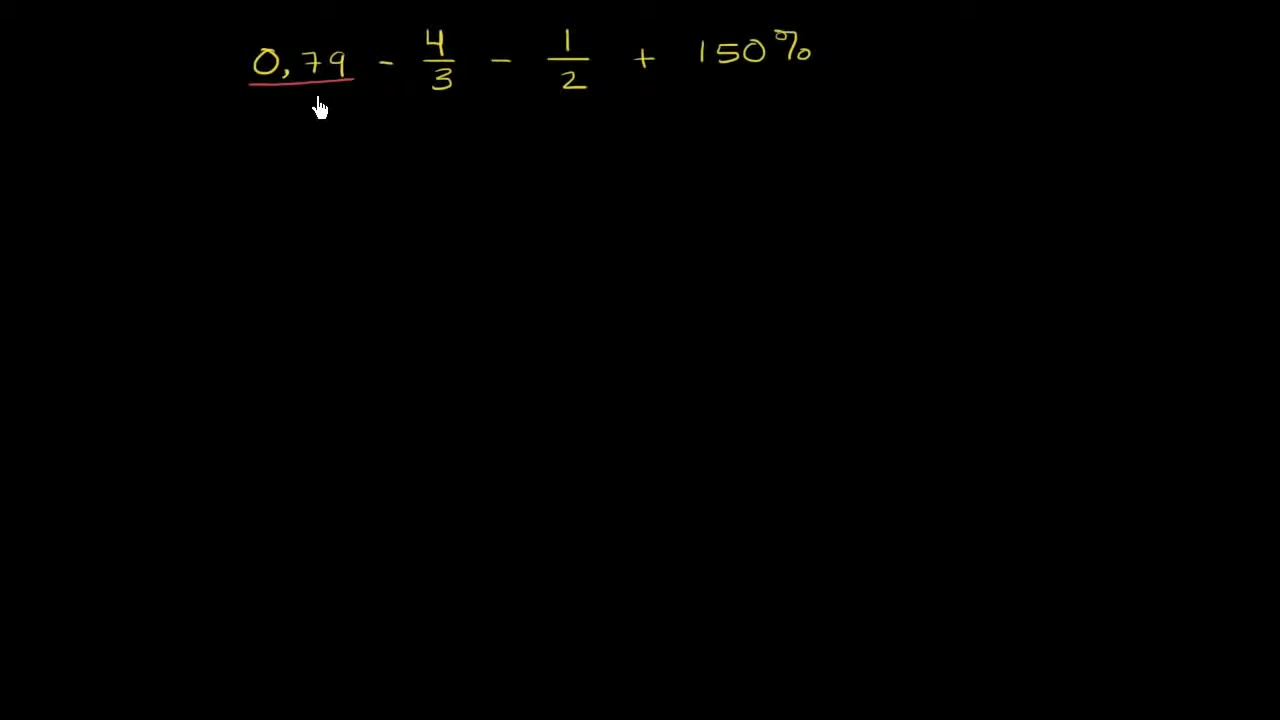 0,79 - 4/3 - 1/2 + 150%